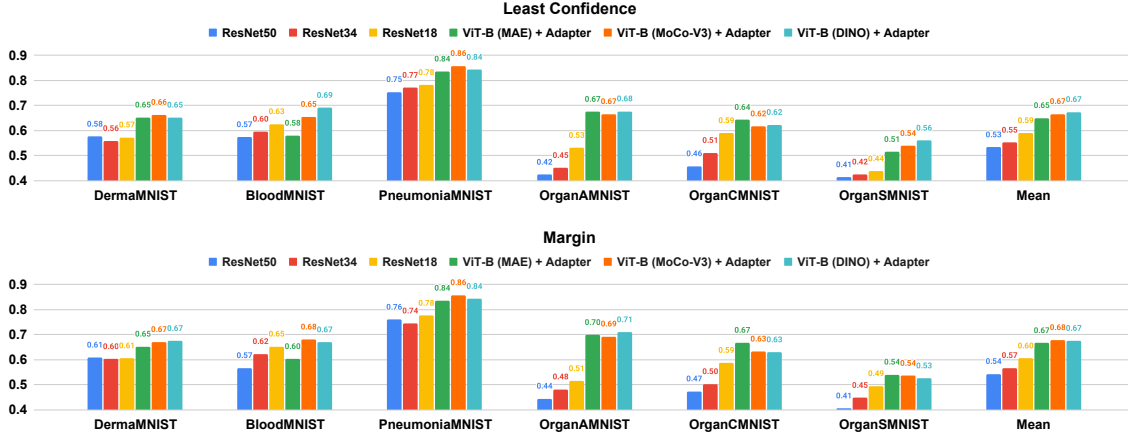 Least Confidence
ResNet50 ResNet34 ResNet18 ViT-B (MAE) + Adapter ViT-B (MoCo-V3) + Adapter ViT-B (DINO) + Adapter
0.9
0.8
0.7
0.6
0.5
0.4
0.58 0.56 0.57 0.65 0.66 0.65
0.57 0.60 0.63 0.58 0.65 0.69
0.75 0.77 0.78 0.84 0.86 0.84
0.42 0.45 0.53 0.67 0.67 0.68
0.46 0.51 0.59 0.64 0.62 0.62
0.41 0.42 0.44 0.51 0.54 0.56
0.53 0.55 0.59 0.65 0.67 0.67
DermaMNIST BloodMNIST PneumoniaMNIST OrganAMNIST OrganCMNIST OrganSMNIST Mean
Margin
ResNet50 ResNet34 ResNet18 ViT-B (MAE) + Adapter ViT-B (MoCo-V3) + Adapter ViT-B (DINO) + Adapter
0.9
0.8
0.7
0.6
0.5
0.4
0.61 0.60 0.61 0.65 0.67 0.67
0.57 0.62 0.65 0.60 0.68 0.67
0.76 0.74 0.78 0.84 0.86 0.84
0.44 0.48 0.51 0.70 0.69 0.71
0.47 0.50 0.59 0.67 0.63 0.63
0.41 0.45 0.49 0.54 0.54 0.53
0.54 0.57 0.60 0.67 0.68 0.67
DermaMNIST BloodMNIST PneumoniaMNIST OrganAMNIST OrganCMNIST OrganSMNIST Mean